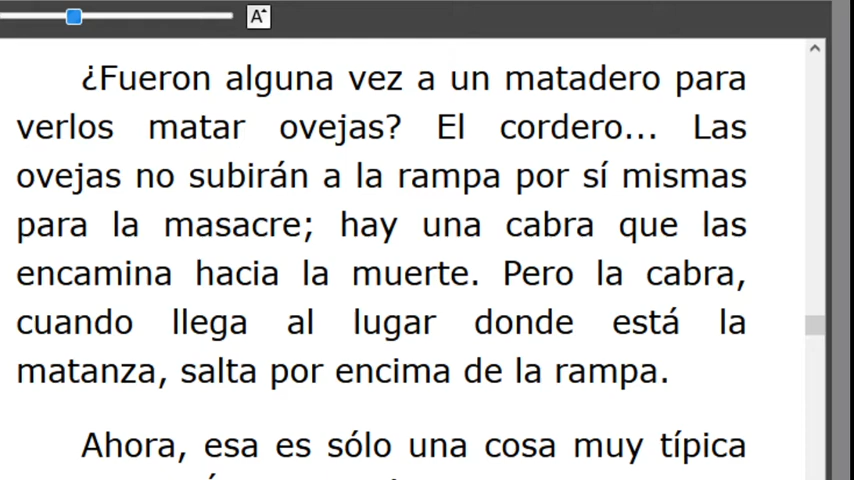 A
¿Fueron alguna vez a un matadero para
verlos matar ovejas? El cordero... Las
ovejas no subirán a la rampa por sí mismas
para la masacre; hay una cabra que las
encamina hacia la muerte. Pero la cabra,
cuando llega al lugar donde está la
matanza, salta por encima de la rampa.
Ahora, esa es sólo una cosa muy típica